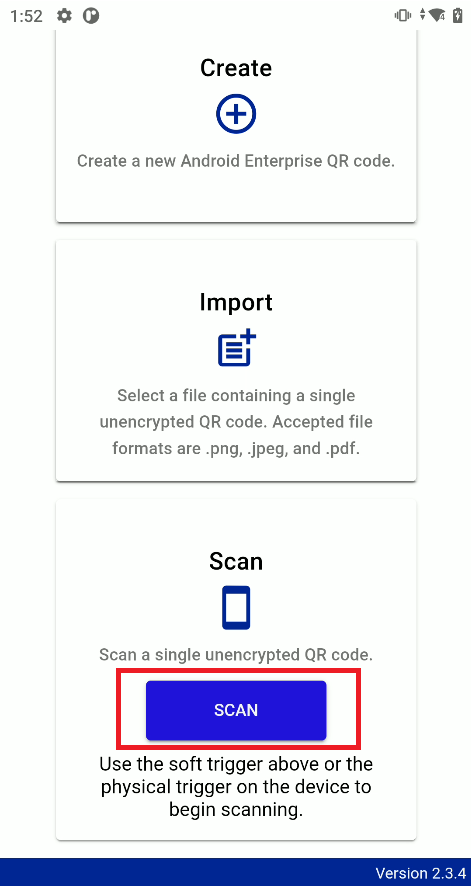 1:52
Create
Create a new Android Enterprise QR code.
Import
Select a file containing a single
unencrypted QR code. Accepted file
formats are .png, .jpeg, and .pdf.
Scan
Scan a single unencrypted QR code.
SCAN
Use the soft trigger above or the
physical trigger on the device to
begin scanning.
Version 2.3.4